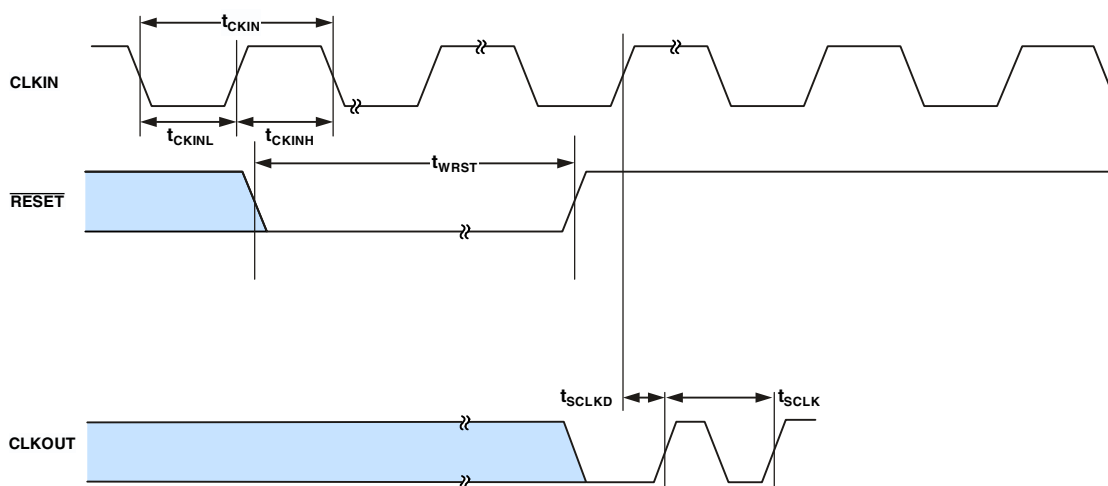 tCKIN
CLKIN
tCKINL
tCKINH
tWRST
RESET
tSCLKD
tSCLK
CLKOUT